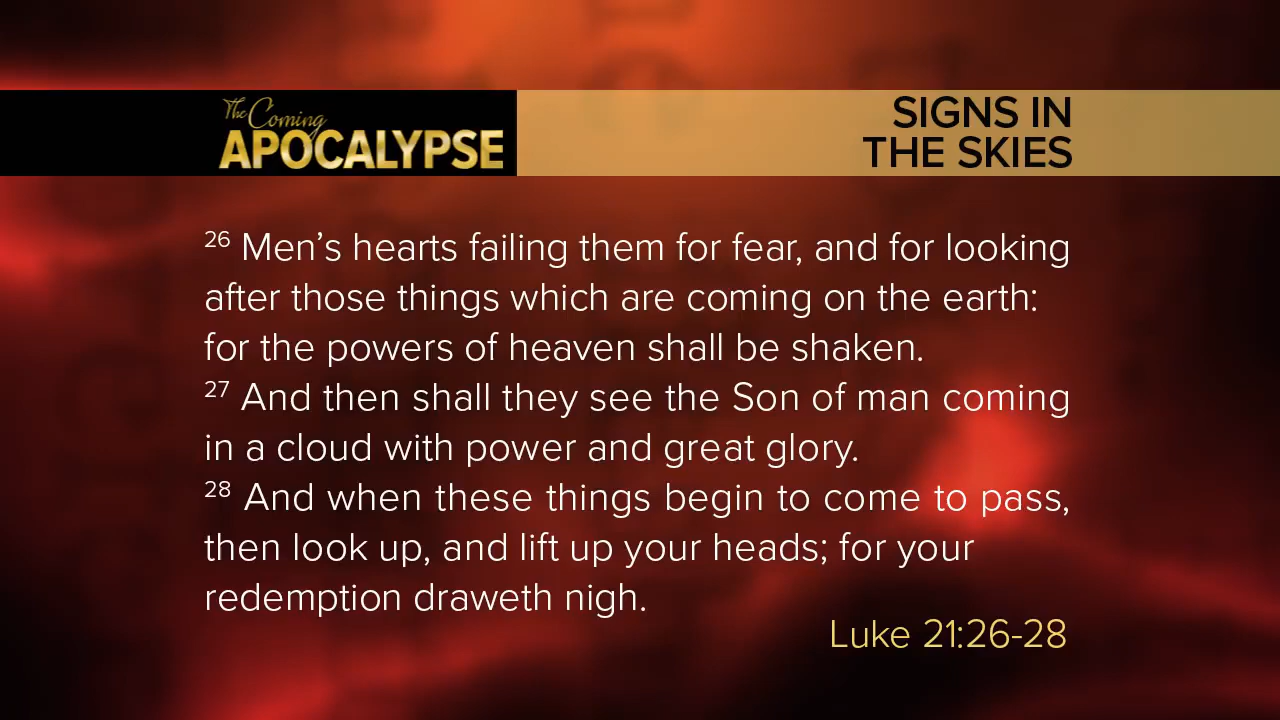 The Coming
APOCALYPSE
SIGNS IN
THE SKIES
26 Men’s hearts failing them for fear, and for looking
after those things which are coming on the earth:
for the powers of heaven shall be shaken.
27 And then shall they see the Son of man coming
in a cloud with power and great glory.
28 And when these things begin to come to pass,
then look up, and lift up your heads; for your
redemption draweth nigh.
Luke 21:26-28